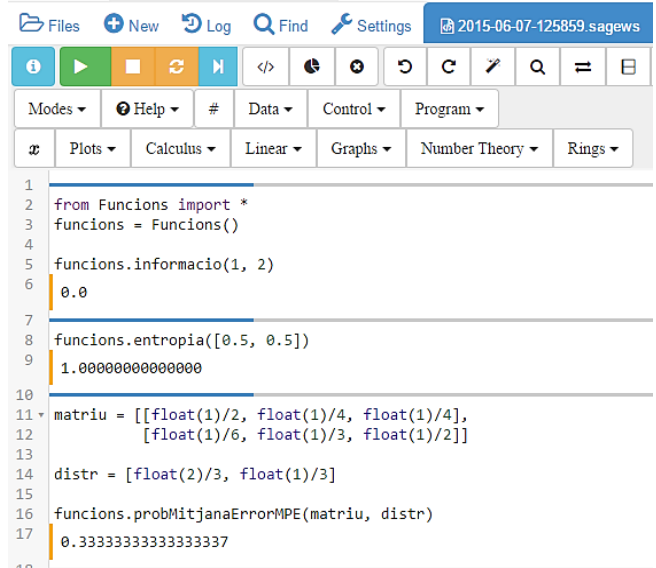 Files New Log Find Settings 2015-06-07-125859.sagews
</>
Modes Help # Data Control Program
x Plots Calculus Linear Graphs Number Theory Rings
1
2 from Funcions import *
3 funcions = Funcions()
4
5 funcions.informacio(1, 2)
6 0.0
7
8 funcions.entropia([0.5, 0.5])
9 1.00000000000000
10
11 matriu = [[float(1)/2, float(1)/4, float(1)/4],
12 [float(1)/6, float(1)/3, float(1)/2]]
13
14 distr = [float(2)/3, float(1)/3]
15
16 funcions.probMitjanaErrorMPE(matriu, distr)
17 0.33333333333333337
18